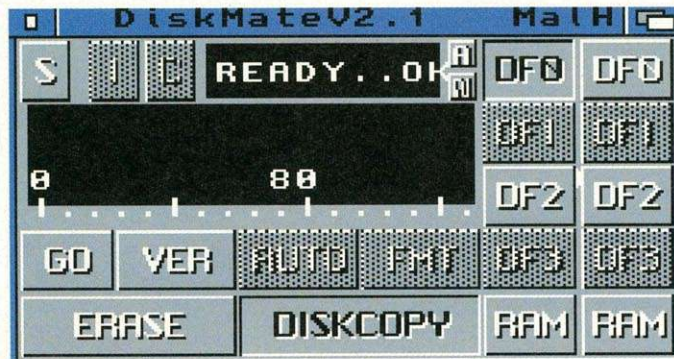 DiskMateV2.1 MalH
S I C READY..OK A N DF0 DF0
DF1 DF1
0 80
DF2 DF2
GO VER AUTO FMT DF3 DF3
ERASE DISKCOPY RAM RAM